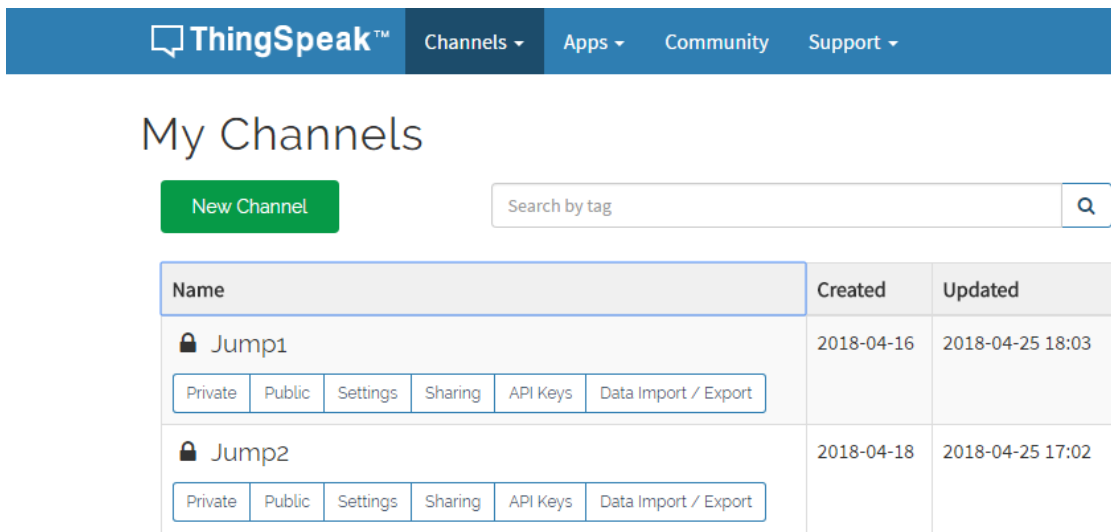 ThingSpeak™ Channels Apps Community Support
My Channels
New Channel Search by tag
Name Created Updated
Jump1 2018-04-16 2018-04-25 18:03
Private Public Settings Sharing API Keys Data Import / Export
Jump2 2018-04-18 2018-04-25 17:02
Private Public Settings Sharing API Keys Data Import / Export